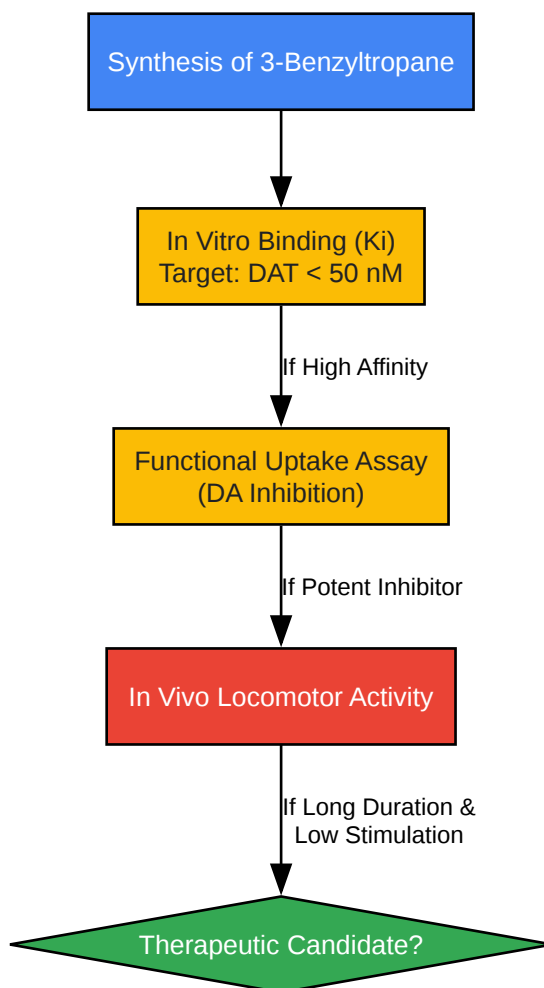 Synthesis of 3-Benzyltropane
In Vitro Binding (Ki)
Target: DAT < 50 nM
If High Affinity
Functional Uptake Assay
(DA Inhibition)
If Potent Inhibitor
In Vivo Locomotor Activity
If Long Duration &
Low Stimulation
Therapeutic Candidate?